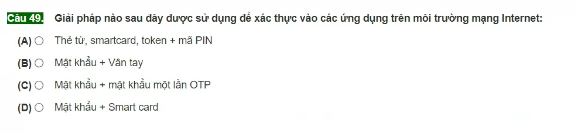 Câu 49. Giải pháp nào sau đây được sử dụng để xác thực vào các ứng dụng trên môi trường mạng Internet:
(A) Thẻ từ, smartcard, token + mã PIN
(B) Mật khẩu + Vân tay
(C) Mật khẩu + mật khẩu một lần OTP
(D) Mật khẩu + Smart card